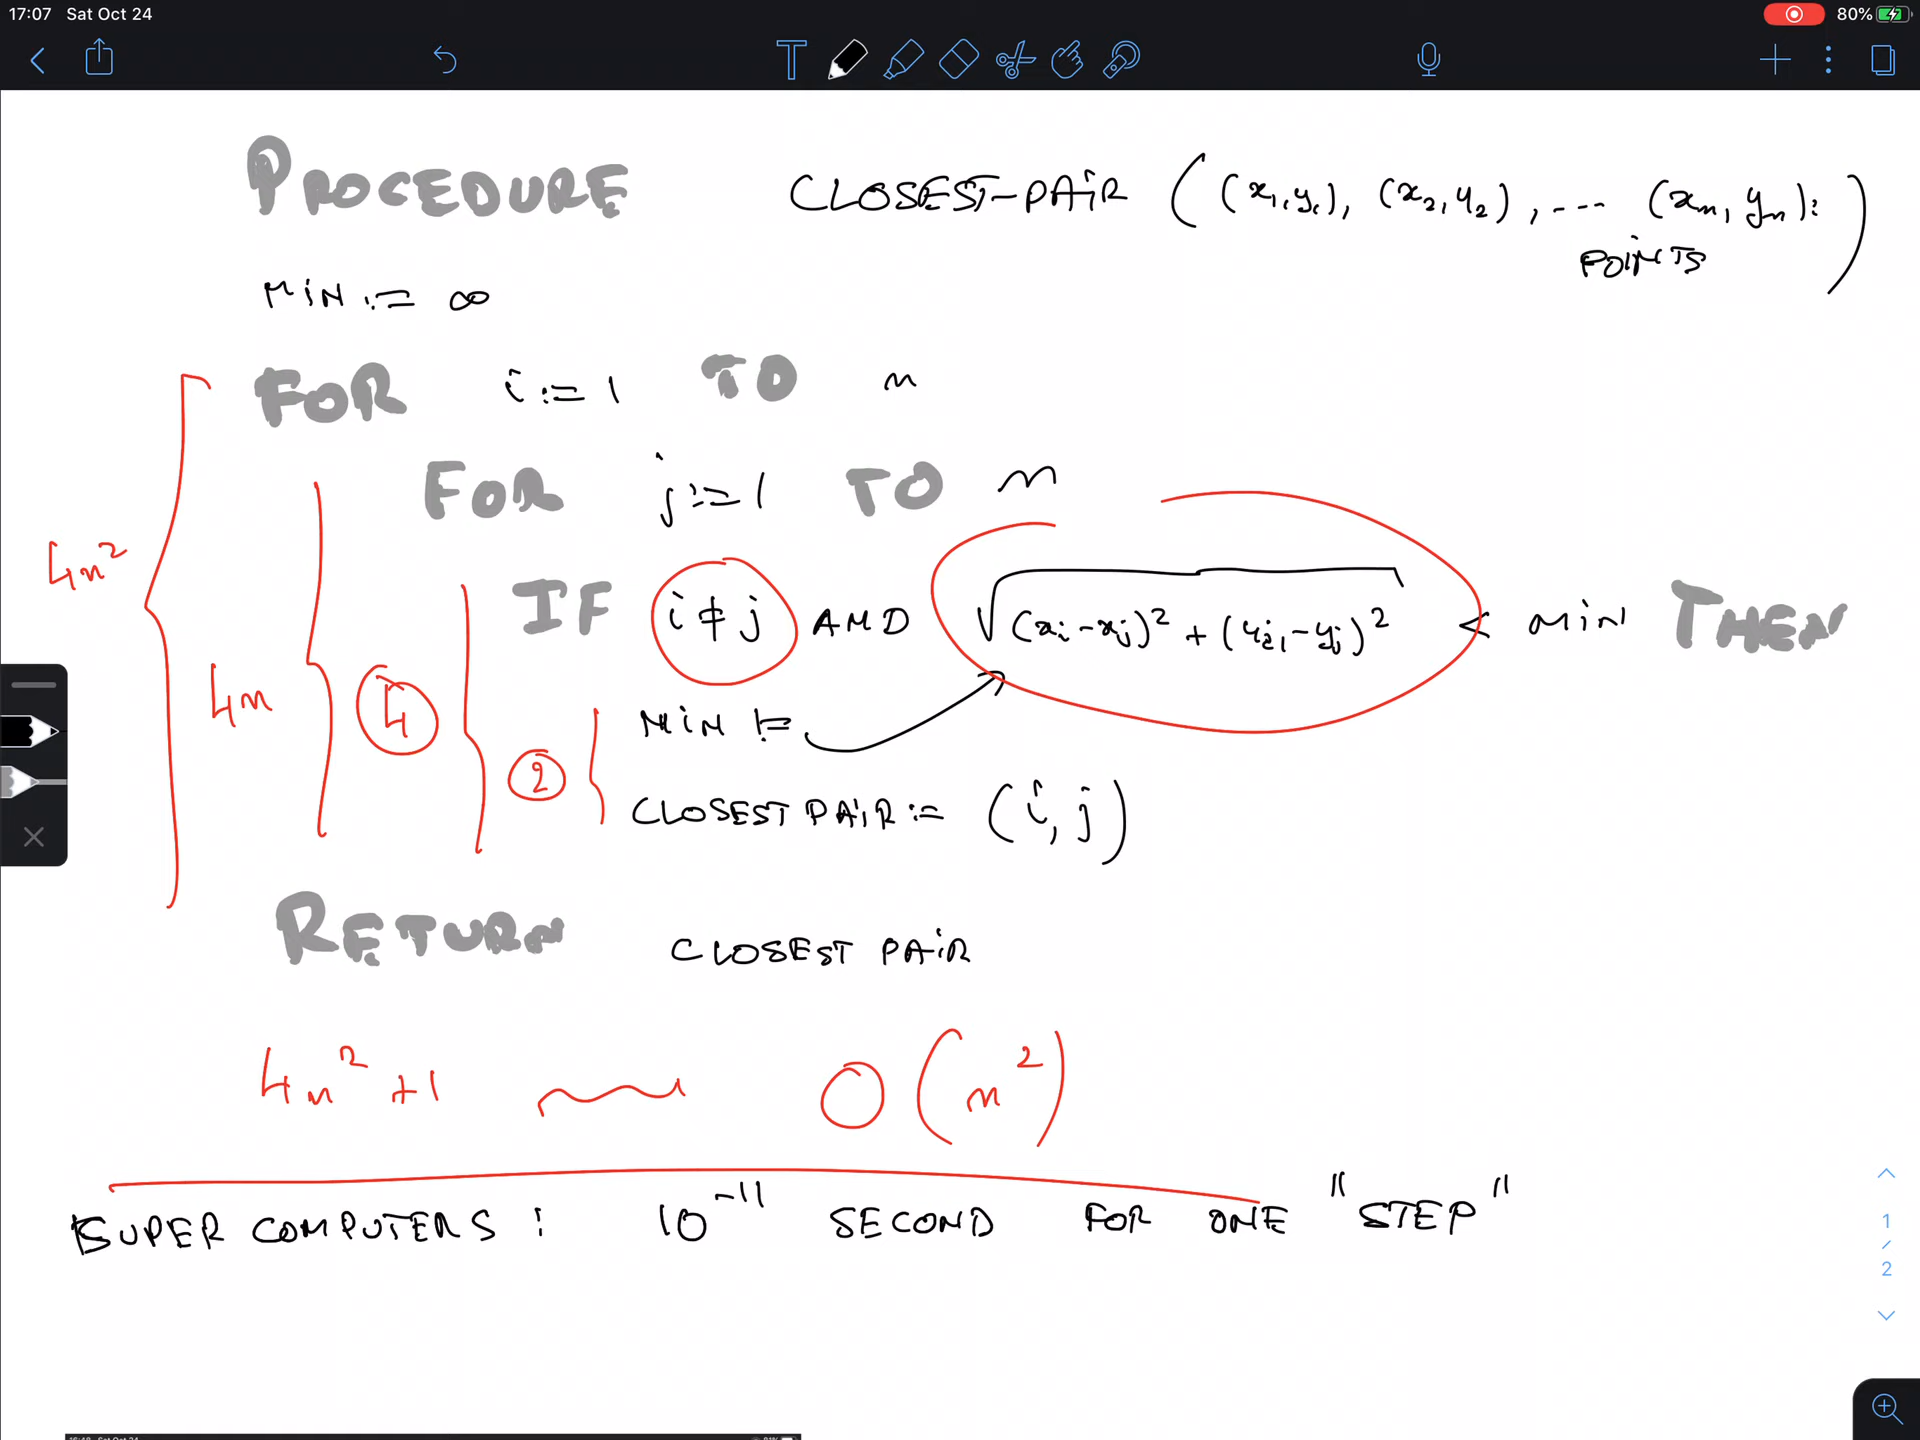 17:07 Sat Oct 24 80%
PROCEDURE CLOSEST-PAIR ((x₁,y₁), (x₂,y₂), ---- (xₙ, yₙ):
POINTS)
MIN := ∞
FOR i := 1 TO n
FOR j := 1 TO n
4n²
IF i ≠ j AND √(xᵢ-xⱼ)² + (yᵢ,-yⱼ)² < MIN THEN
4n 4 MIN :=
2 CLOSEST PAIR := (i, j)
RETURN CLOSEST PAIR
4n² +1 O(n²)
SUPER COMPUTERS : 10⁻¹¹ SECOND FOR ONE "STEP"
1
/
2